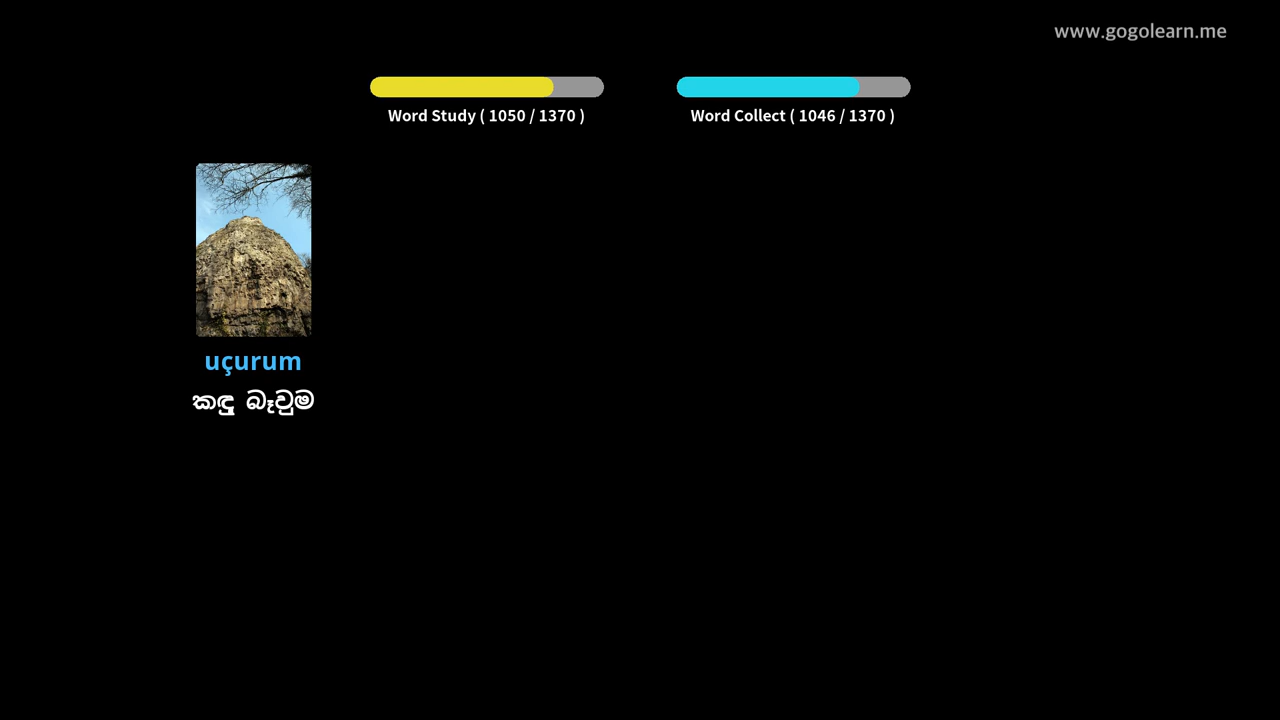 www.gogolearn.me
Word Study ( 1050 / 1370 )
Word Collect ( 1046 / 1370 )
uçurum
කඳු බෑවුම